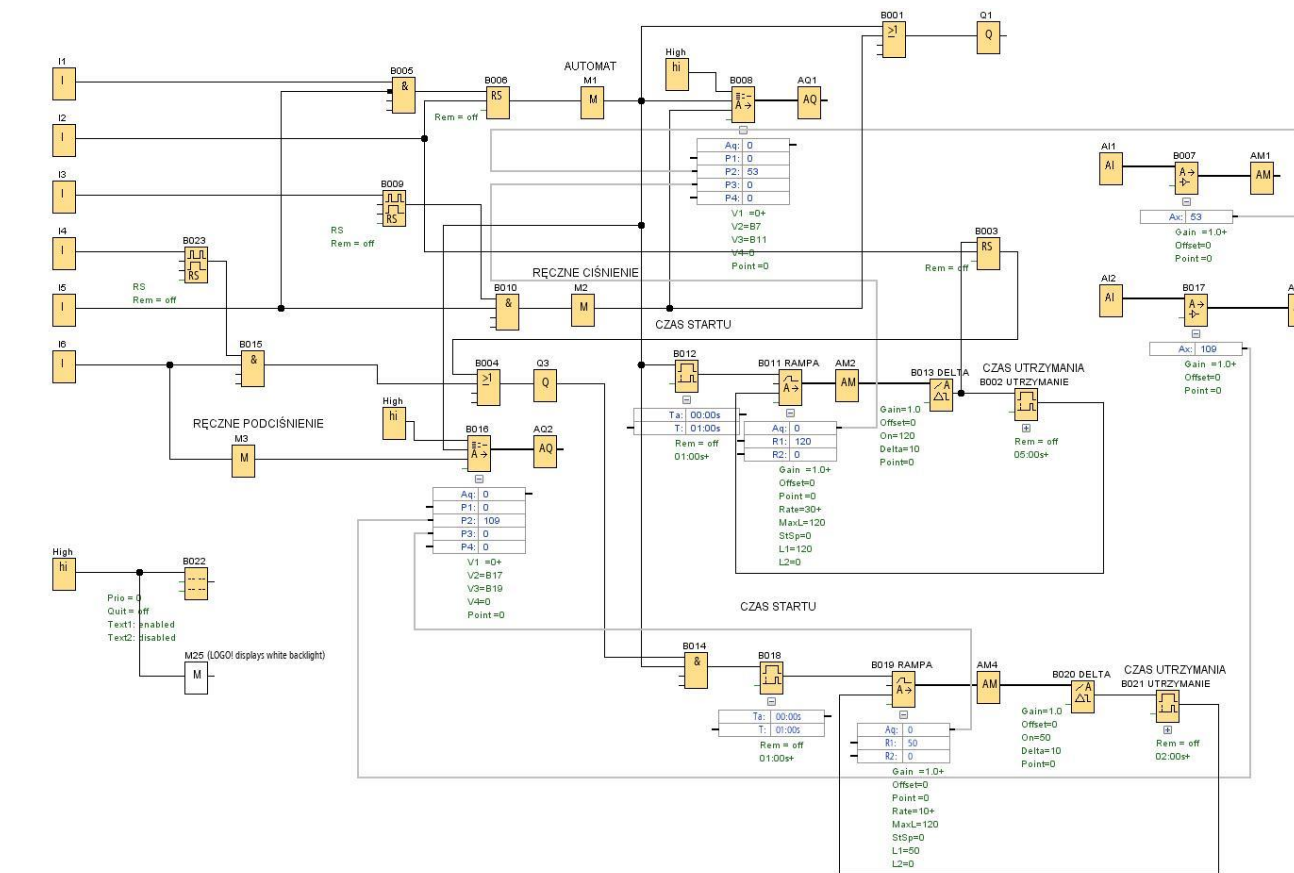 B001
Q1
>1
Q
I1
I
B005
&
B006
RS
Rem = off
AUTOMAT
M1
M
High
hi
B008
A→
AQ1
AQ
I2
I
Aq: 0
P1: 0
P2: 53
P3: 0
P4: 0
V1 =0+
V2=B7
V3=B11
V4=0
Point=0
AI1
AI
B007
A→
AM1
AM
Ax: 53
Gain =1.0+
Offset=0
Point=0
I3
I
B009
RS
RS
Rem = off
I4
I
B023
RS
RS
Rem = off
B003
RS
Rem = off
I5
I
RĘCZNE CIŚNIENIE
B010
&
M2
M
AI2
AI
B017
A→
A
Ax: 109
Gain =1.0+
Offset=0
Point=0
I6
I
B015
&
B004
>1
Q3
Q
CZAS STARTU
B012
Ta: 00:00s
T: 01:00s
Rem = off
01:00s+
B011 RAMPA
A→
AM2
AM
Aq: 0
R1: 120
R2: 0
Gain =1.0+
Offset=0
Point=0
Rate=30+
MaxL=120
StSp=0
L1=120
L2=0
B013 DELTA
/A
Δ
Gain=1.0
Offset=0
On=120
Delta=10
Point=0
CZAS UTRZYMANIA
B002 UTRZYMANIE
Rem = off
05:00s+
RĘCZNE PODCIŚNIENIE
M3
M
High
hi
B016
A→
AQ2
AQ
Aq: 0
P1: 0
P2: 109
P3: 0
P4: 0
V1 =0+
V2=B17
V3=B19
V4=0
Point=0
High
hi
B022
Prio = 0
Quit = off
Text1: enabled
Text2: disabled
M25 (LOGO! displays white backlight)
M
CZAS STARTU
B014
&
B018
Ta: 00:00s
T: 01:00s
Rem = off
01:00s+
B019 RAMPA
A→
AM4
AM
Aq: 0
R1: 50
R2: 0
Gain =1.0+
Offset=0
Point=0
Rate=10+
MaxL=120
StSp=0
L1=50
L2=0
B020 DELTA
/A
Δ
Gain=1.0
Offset=0
On=50
Delta=10
Point=0
CZAS UTRZYMANIA
B021 UTRZYMANIE
Rem = off
02:00s+